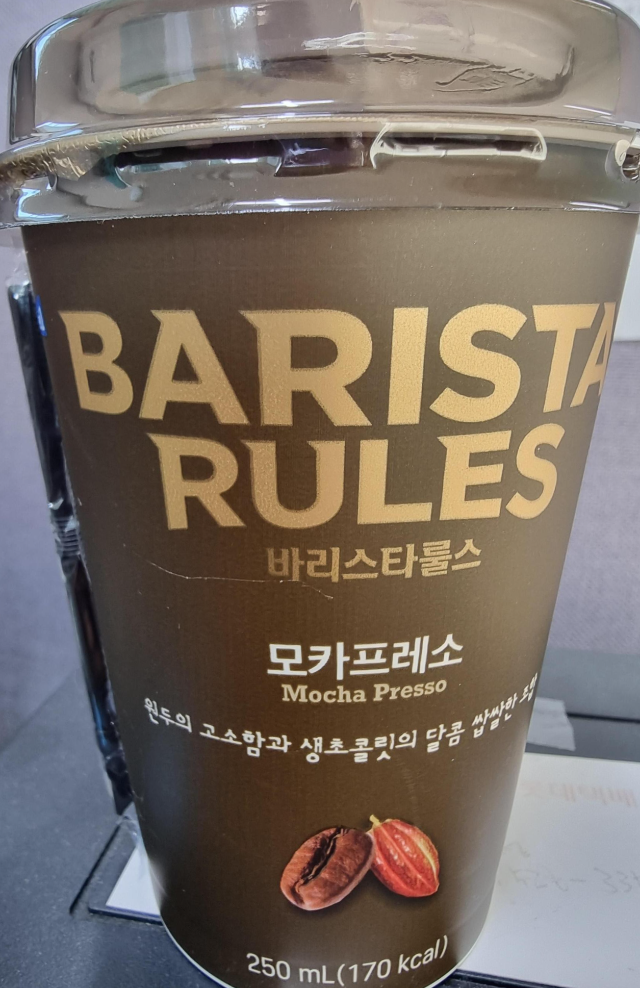 BARISTA
RULES
바리스타룰스
모카프레소
Mocha Presso
원두의 고소함과 생초콜릿의 달콤 쌉쌀한 조합
250 mL(170 kcal)